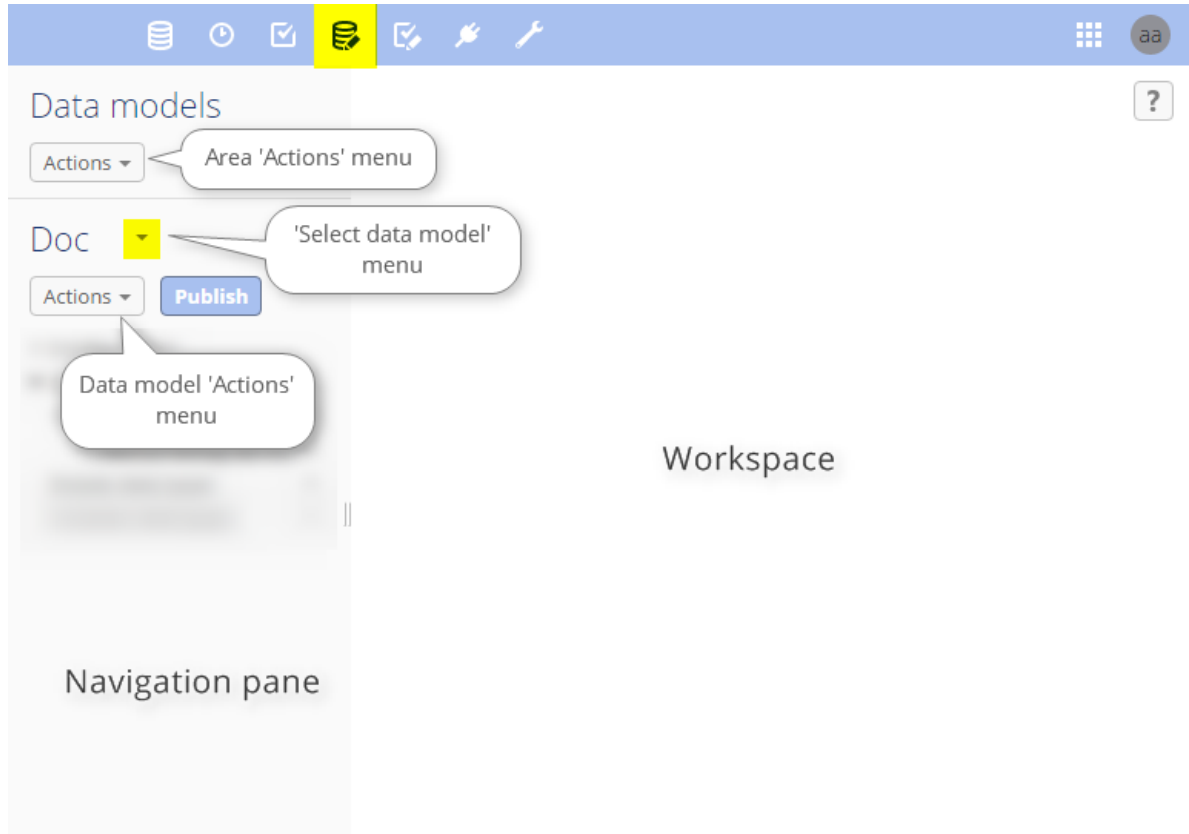 aa
Data models
?
Actions
Area 'Actions' menu
Doc
'Select data model'
menu
Actions
Publish
Data model 'Actions'
menu
Workspace
Navigation pane